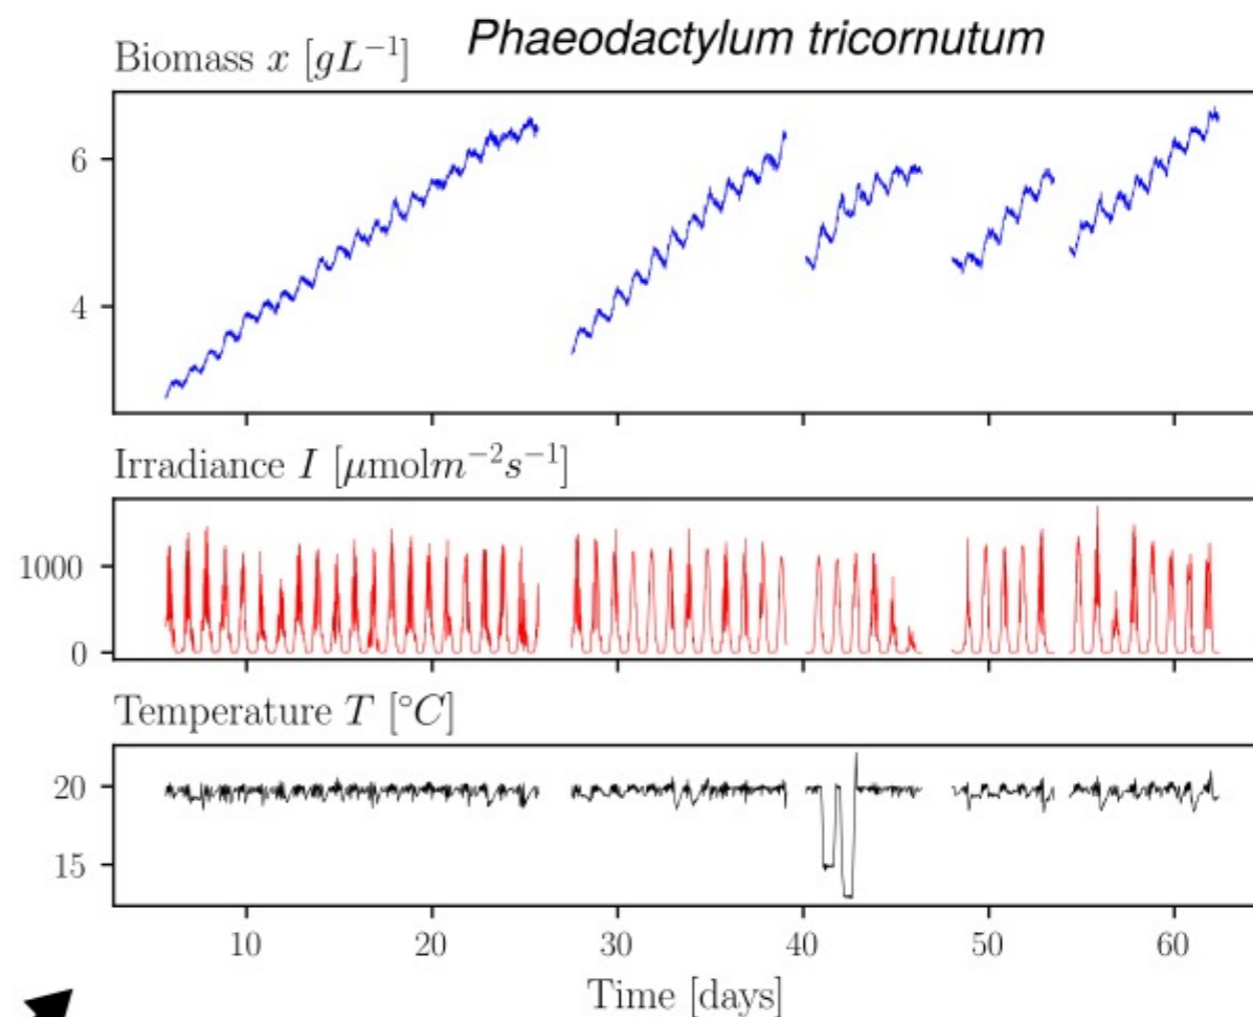 Phaeodactylum tricornutum
Biomass x [gL⁻¹]
6
4
Irradiance I [μmolm⁻²s⁻¹]
1000
0
Temperature T [°C]
20
15
10 20 30 40 50 60
Time [days]